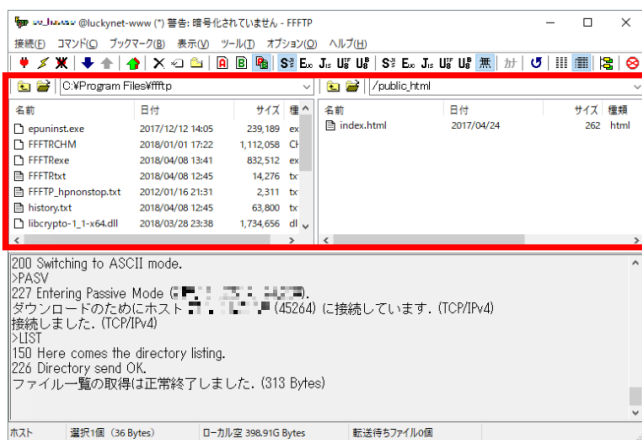 @luckynet-www (*) 警告: 暗号化されていません - FFFTP
接続(F) コマンド(C) ブックマーク(B) 表示(V) ツール(T) オプション(O) ヘルプ(H)
A B 無
C:¥Program Files¥ffftp
/public_html
名前 日付 サイズ 種
epuninst.exe 2017/12/12 14:05 239,189 ex
FFFTRCHM 2018/01/01 17:22 1,112,058 CH
FFFTRexe 2018/04/08 13:41 832,512 ex
FFFTRtxt 2018/04/08 12:45 14,276 tx
FFFTP_hpnonstop.txt 2012/01/16 21:31 2,311 tx
history.txt 2018/04/08 12:45 63,800 tx
libcrypto-1_1-x64.dll 2018/03/28 23:38 1,734,656 dl
名前 日付 サイズ 種類
index.html 2017/04/24 262 html
200 Switching to ASCII mode.
>PASV
227 Entering Passive Mode (
ダウンロードのためにホスト (45264) に接続しています. (TCP/IPv4)
接続しました. (TCP/IPv4)
>LIST
150 Here comes the directory listing.
226 Directory send OK.
ファイル一覧の取得は正常終了しました. (313 Bytes)
ホスト 選択1個 (36 Bytes) ローカル空 398.91G Bytes 転送待ちファイル0個